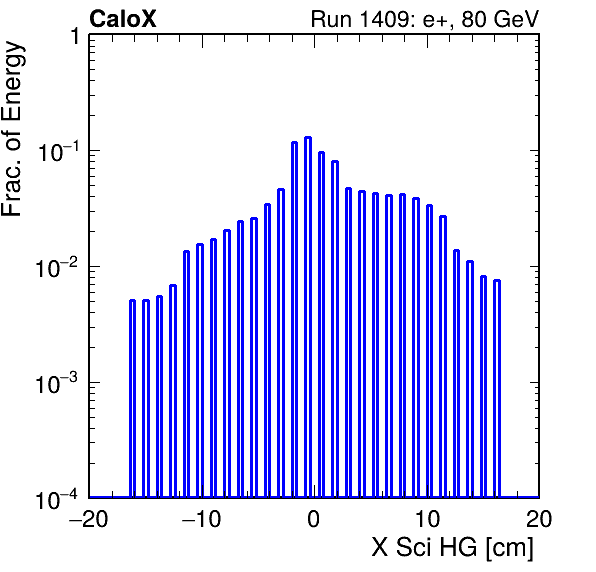 CaloX Run 1409: e+, 80 GeV
Frac. of Energy
1
10⁻¹
10⁻²
10⁻³
10⁻⁴
−20 −10 0 10 20
X Sci HG [cm]